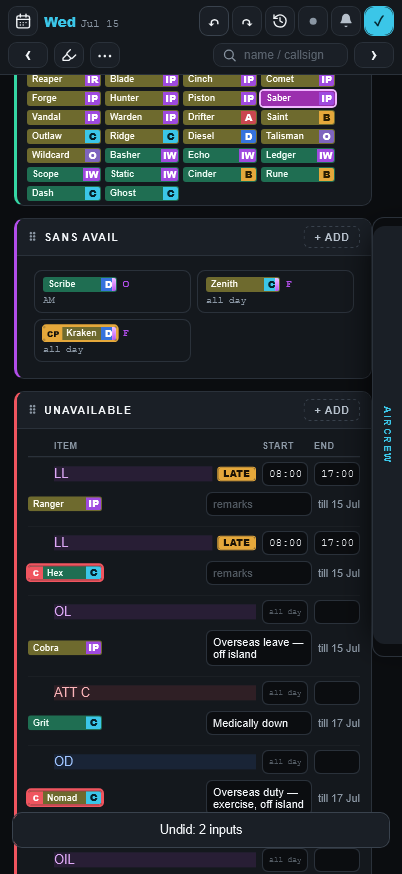 Wed Jul 15
name / callsign
Reaper IP Blade IP Cinch IP Comet IP
Forge IP Hunter IP Piston IP Saber IP
Vandal IP Warden IP Drifter A Saint B
Outlaw C Ridge C Diesel D Talisman O
Wildcard O Basher IW Echo IW Ledger IW
Scope IW Static IW Cinder B Rune B
Dash C Ghost C
SANS AVAIL + ADD
Scribe D O Zenith C F
AM all day
CP Kraken D F
all day
AIRCREW
UNAVAILABLE + ADD
ITEM START END
LL LATE 08:00 17:00
Ranger IP remarks till 15 Jul
LL LATE 08:00 17:00
C Hex C remarks till 15 Jul
OL all day
Cobra IP Overseas leave —
off island till 15 Jul
ATT C all day
Grit C Medically down till 17 Jul
OD all day
C Nomad C Overseas duty —
exercise, off island till 17 Jul
Undid: 2 inputs
OIL all day